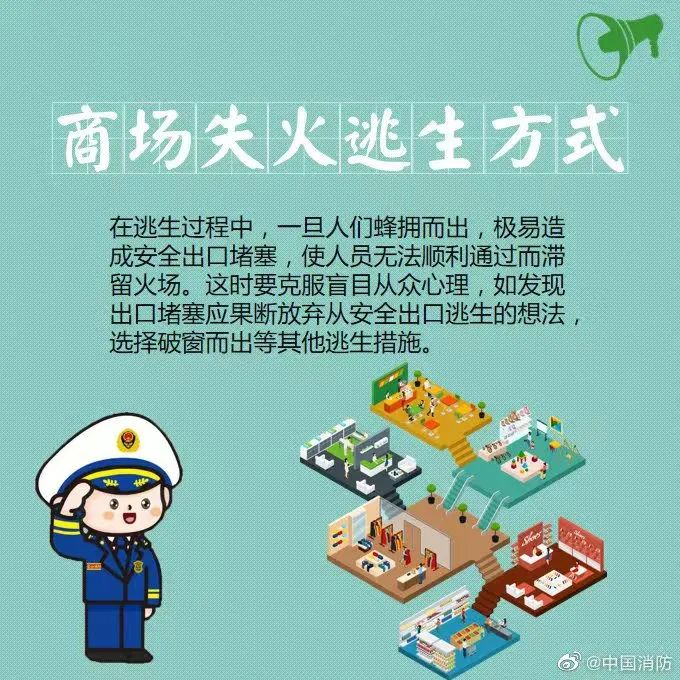 商场失火逃生方式
在逃生过程中，一旦人们蜂拥而出，极易造
成安全出口堵塞，使人员无法顺利通过而滞
留火场。这时要克服盲目从众心理，如发现
出口堵塞应果断放弃从安全出口逃生的想法，
选择破窗而出等其他逃生措施。
Shoes
Shoes
@中国消防